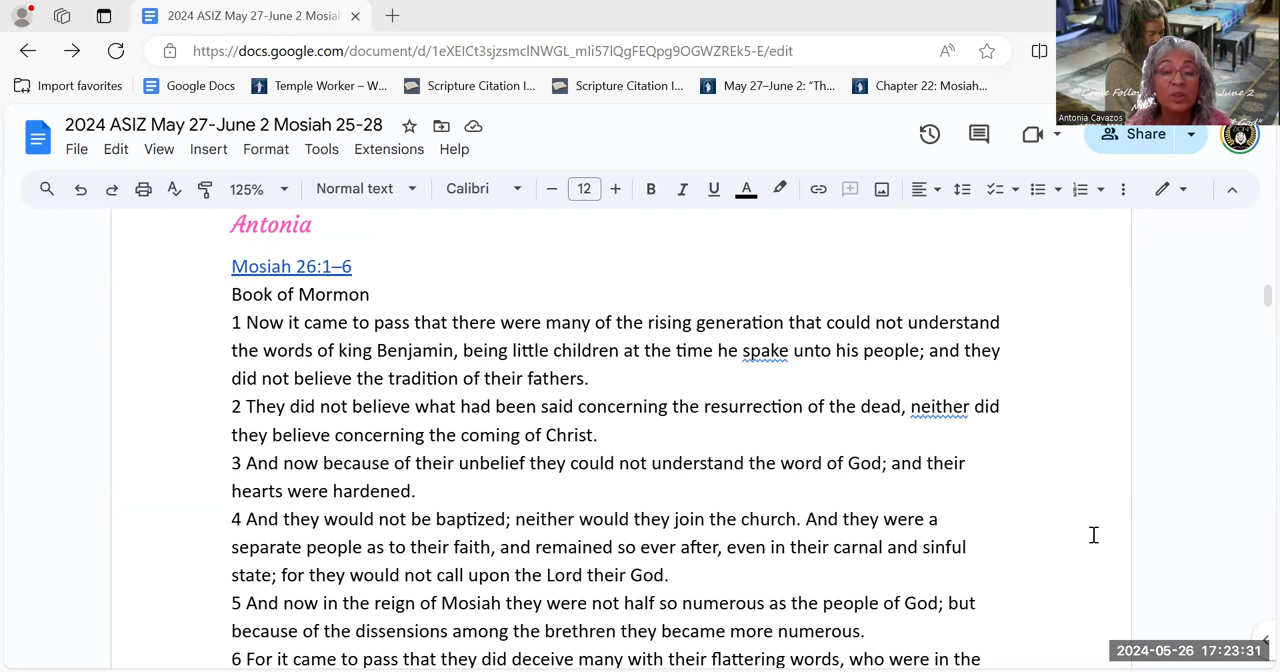 2024 ASIZ May 27-June 2 Mosiah
https://docs.google.com/document/d/1eXEICt3sjzsmclNWGL_mIi57lQgFEQpg9OGWZREk5-E/edit
Import favorites Google Docs Temple Worker – W... Scripture Citation I... Scripture Citation I... May 27–June 2: “Th... Chapter 22: Mosiah...
June 2
Antonia Cavazos
2024 ASIZ May 27-June 2 Mosiah 25-28
Share
File Edit View Insert Format Tools Extensions Help
125% Normal text Calibri 12 B I U A
Antonia
Mosiah 26:1–6
Book of Mormon
1 Now it came to pass that there were many of the rising generation that could not understand
the words of king Benjamin, being little children at the time he spake unto his people; and they
did not believe the tradition of their fathers.
2 They did not believe what had been said concerning the resurrection of the dead, neither did
they believe concerning the coming of Christ.
3 And now because of their unbelief they could not understand the word of God; and their
hearts were hardened.
4 And they would not be baptized; neither would they join the church. And they were a
separate people as to their faith, and remained so ever after, even in their carnal and sinful
state; for they would not call upon the Lord their God.
5 And now in the reign of Mosiah they were not half so numerous as the people of God; but
because of the dissensions among the brethren they became more numerous.
6 For it came to pass that they did deceive many with their flattering words, who were in the
2024-05-26 17:23:31